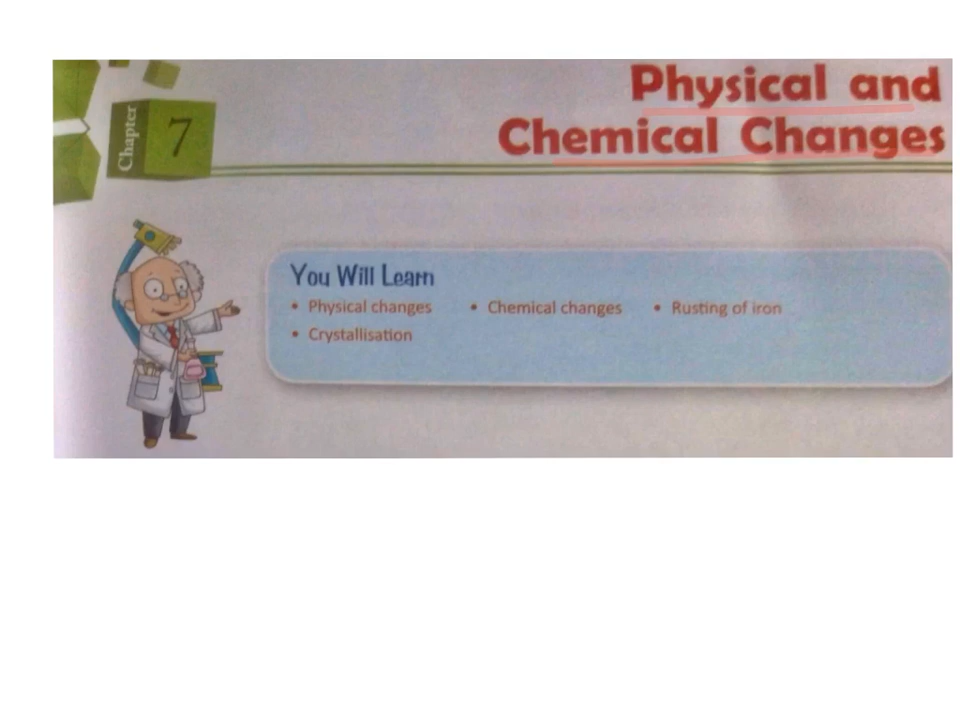 Chapter 7
Physical and
Chemical Changes
You Will Learn
• Physical changes • Chemical changes • Rusting of iron
• Crystallisation